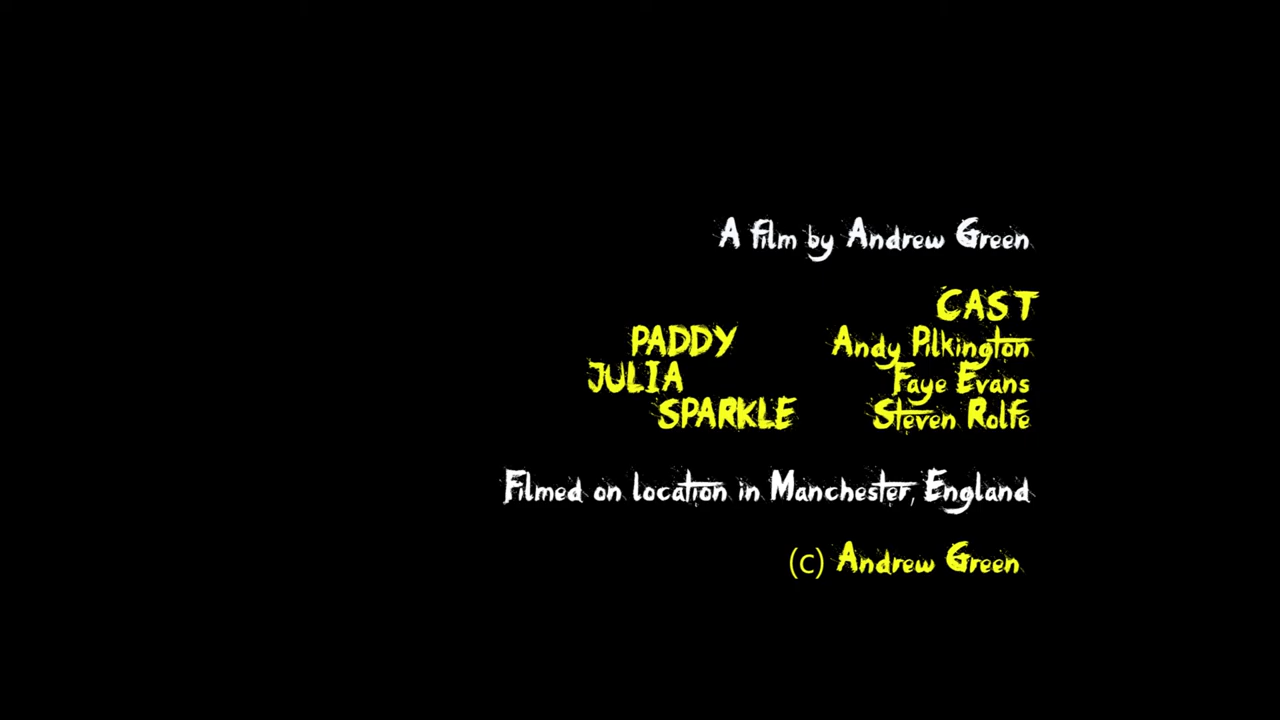 A film by Andrew Green
CAST
PADDY Andy Pilkington
JULIA Faye Evans
SPARKLE Steven Rolfe
Filmed on location in Manchester, England
(c) Andrew Green